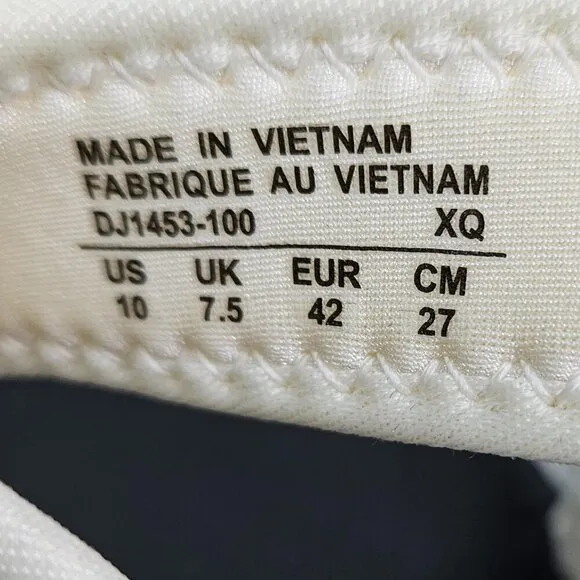 MADE IN VIETNAM
FABRIQUE AU VIETNAM
DJ1453-100 XQ
US UK EUR CM
10 7.5 42 27